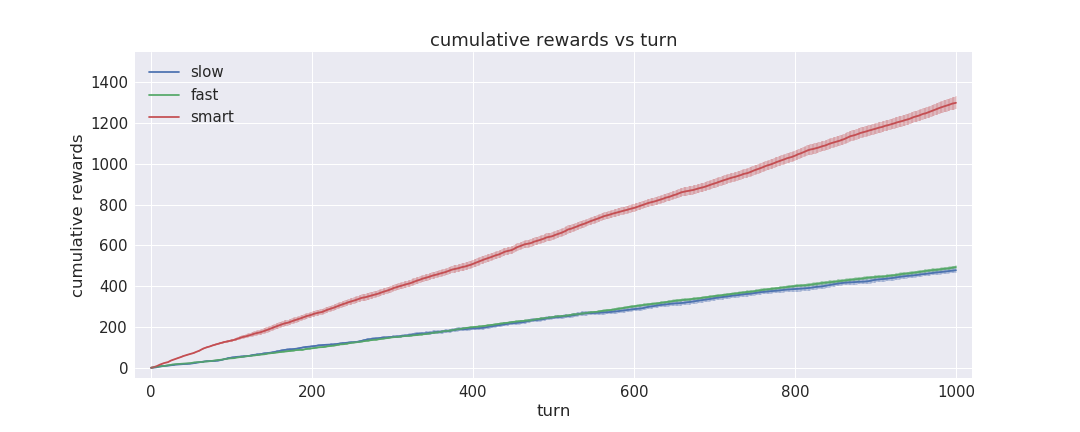 cumulative rewards vs turn
slow
fast
smart
cumulative rewards
1400
1200
1000
800
600
400
200
0
0 200 400 600 800 1000
turn